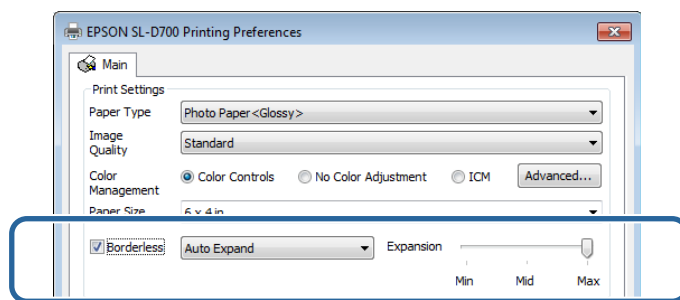 EPSON SL-D700 Printing Preferences
Main
Print Settings
Paper Type Photo Paper<Glossy>
Image Quality Standard
Color Management Color Controls No Color Adjustment ICM Advanced...
Paper Size 6 x 4 in
Borderless Auto Expand Expansion
Min Mid Max